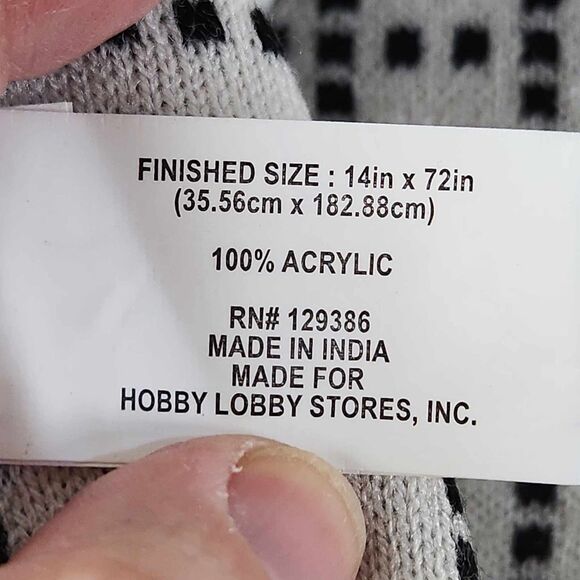 FINISHED SIZE : 14in x 72in
(35.56cm x 182.88cm)
100% ACRYLIC
RN# 129386
MADE IN INDIA
MADE FOR
HOBBY LOBBY STORES, INC.